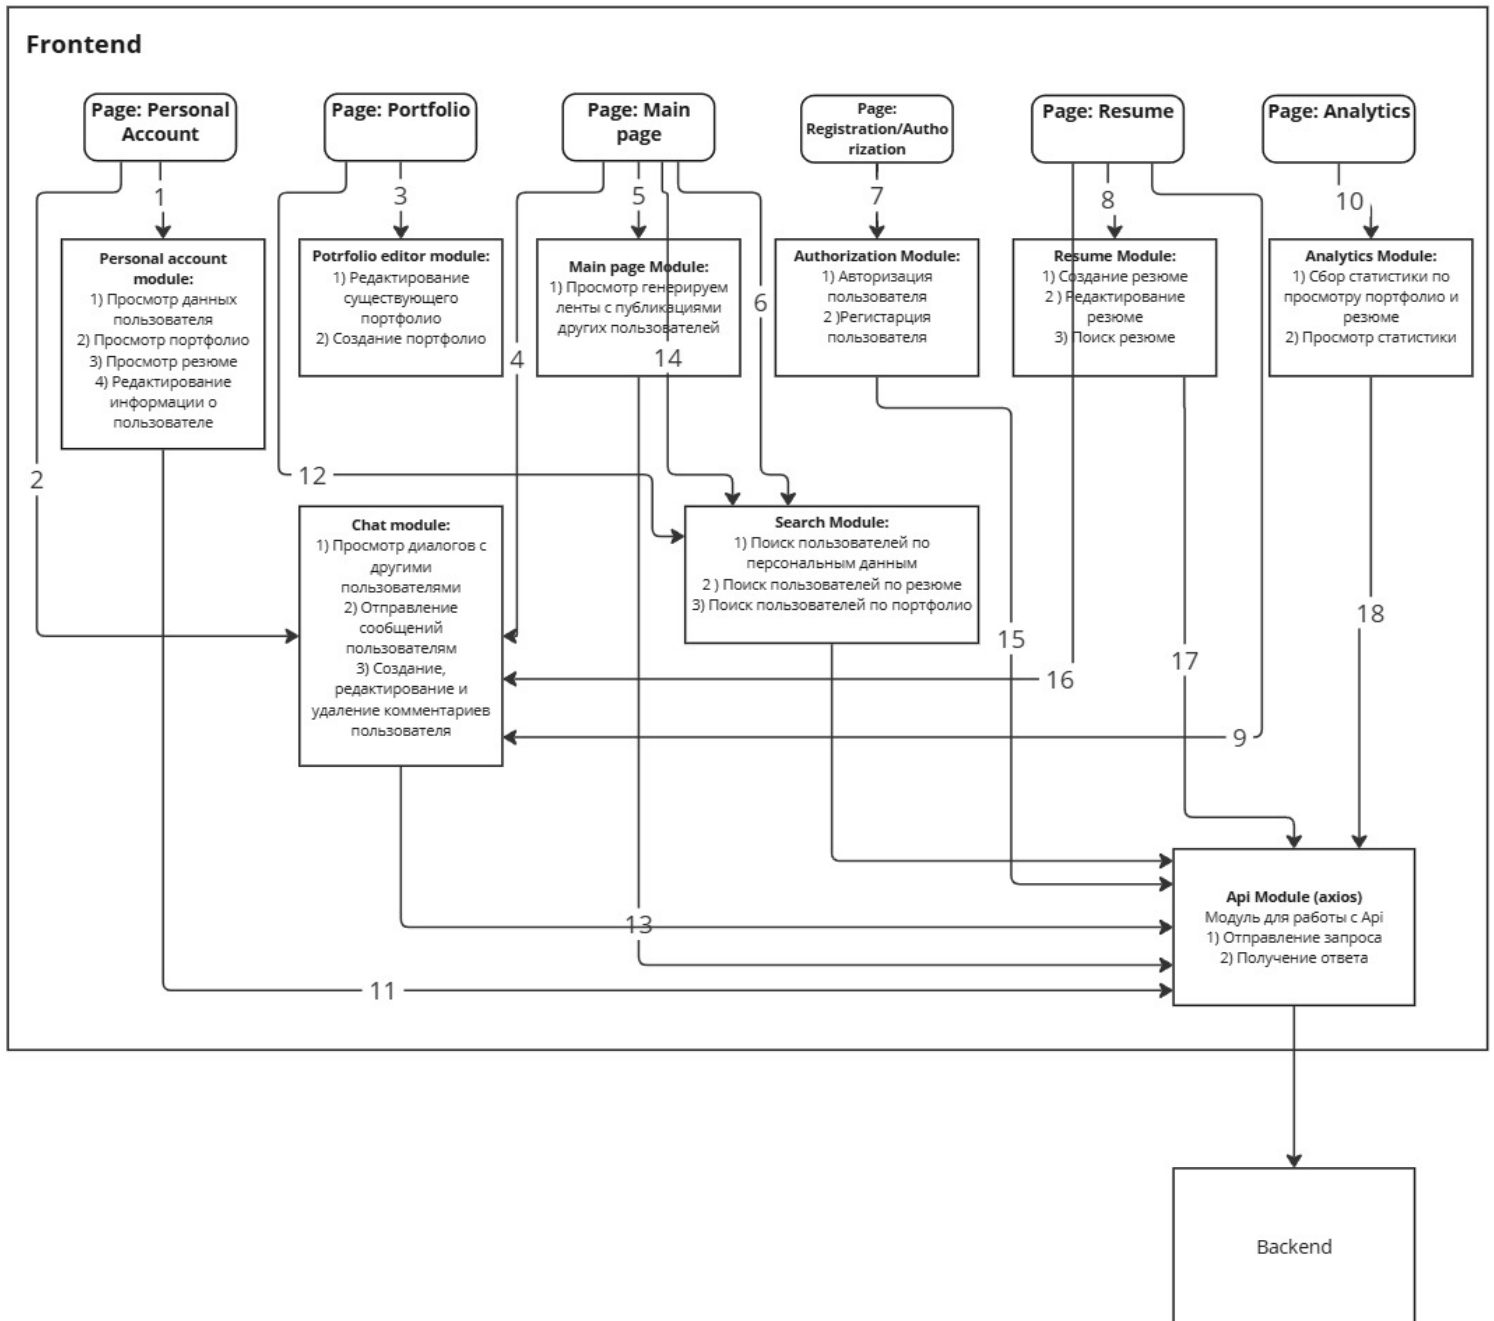 Frontend
Page: Personal
Account
Page: Portfolio
Page: Main
page
Page:
Registration/Autho
rization
Page: Resume
Page: Analytics
1
3
5
7
8
10
Personal account
module:
1) Просмотр данных
пользователя
2) Просмотр портфолио
3) Просмотр резюме
4) Редактирование
информации о
пользователе
Potrfolio editor module:
1) Редактирование
существующего
портфолио
2) Создание портфолио
4
Main page Module:
1) Просмотр генерируем
ленты с публикациями
других пользователей
14
6
Authorization Module:
1) Авторизация
пользователя
2 )Регистарция
пользователя
Resume Module:
1) Создание резюме
2 ) Редактирование
резюме
3) Поиск резюме
Analytics Module:
1) Сбор статистики по
просмотру портфолио и
резюме
2) Просмотр статистики
2
12
Chat module:
1) Просмотр диалогов с
другими
пользователями
2) Отправление
сообщений
пользователям
3) Создание,
редактирование и
удаление комментариев
пользователя
Search Module:
1) Поиск пользователей по
персональным данным
2 ) Поиск пользователей по резюме
3) Поиск пользователей по портфолио
15
16
17
18
9
13
11
Api Module (axios)
Модуль для работы с Api
1) Отправление запроса
2) Получение ответа
Backend